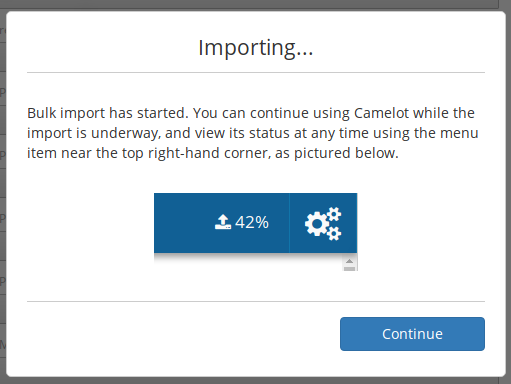 Importing...
Bulk import has started. You can continue using Camelot while the
import is underway, and view its status at any time using the menu
item near the top right-hand corner, as pictured below.
42%
Continue